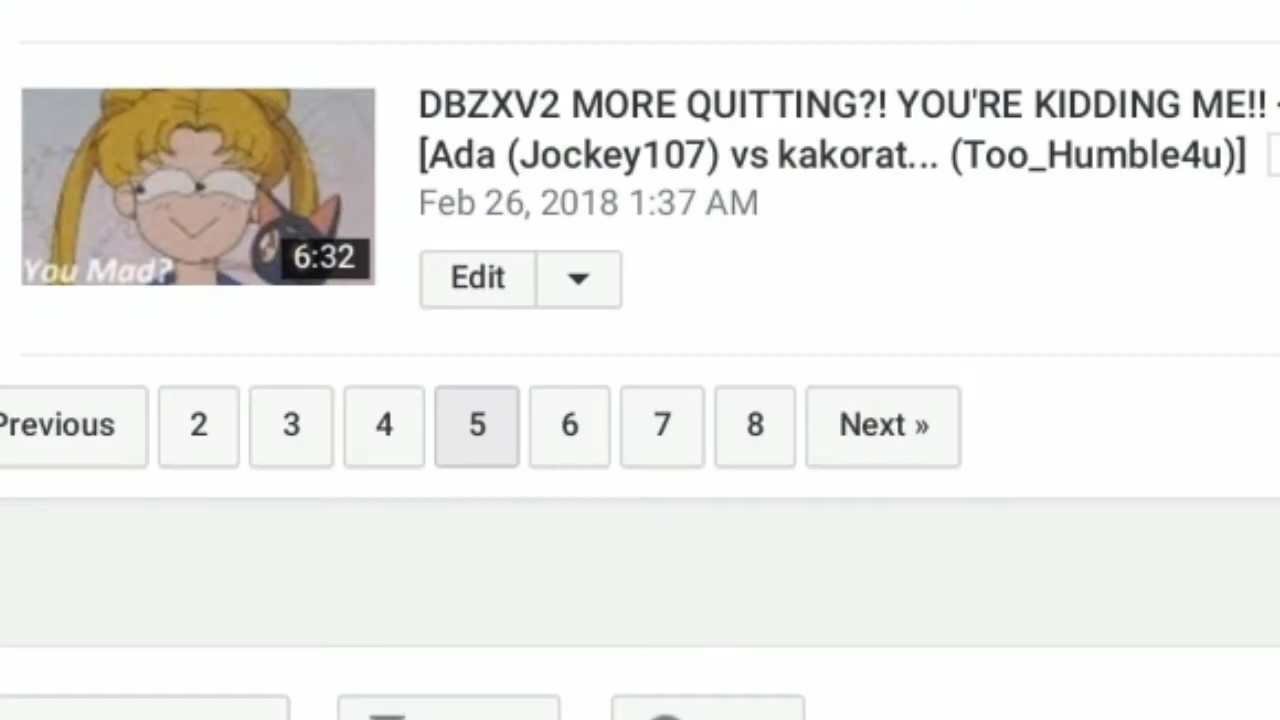 DBZXV2 MORE QUITTING?! YOU'RE KIDDING ME!! -
[Ada (Jockey107) vs kakorat... (Too_Humble4u)]
Feb 26, 2018 1:37 AM
You Mad?
6:32
Edit
Previous 2 3 4 5 6 7 8 Next »